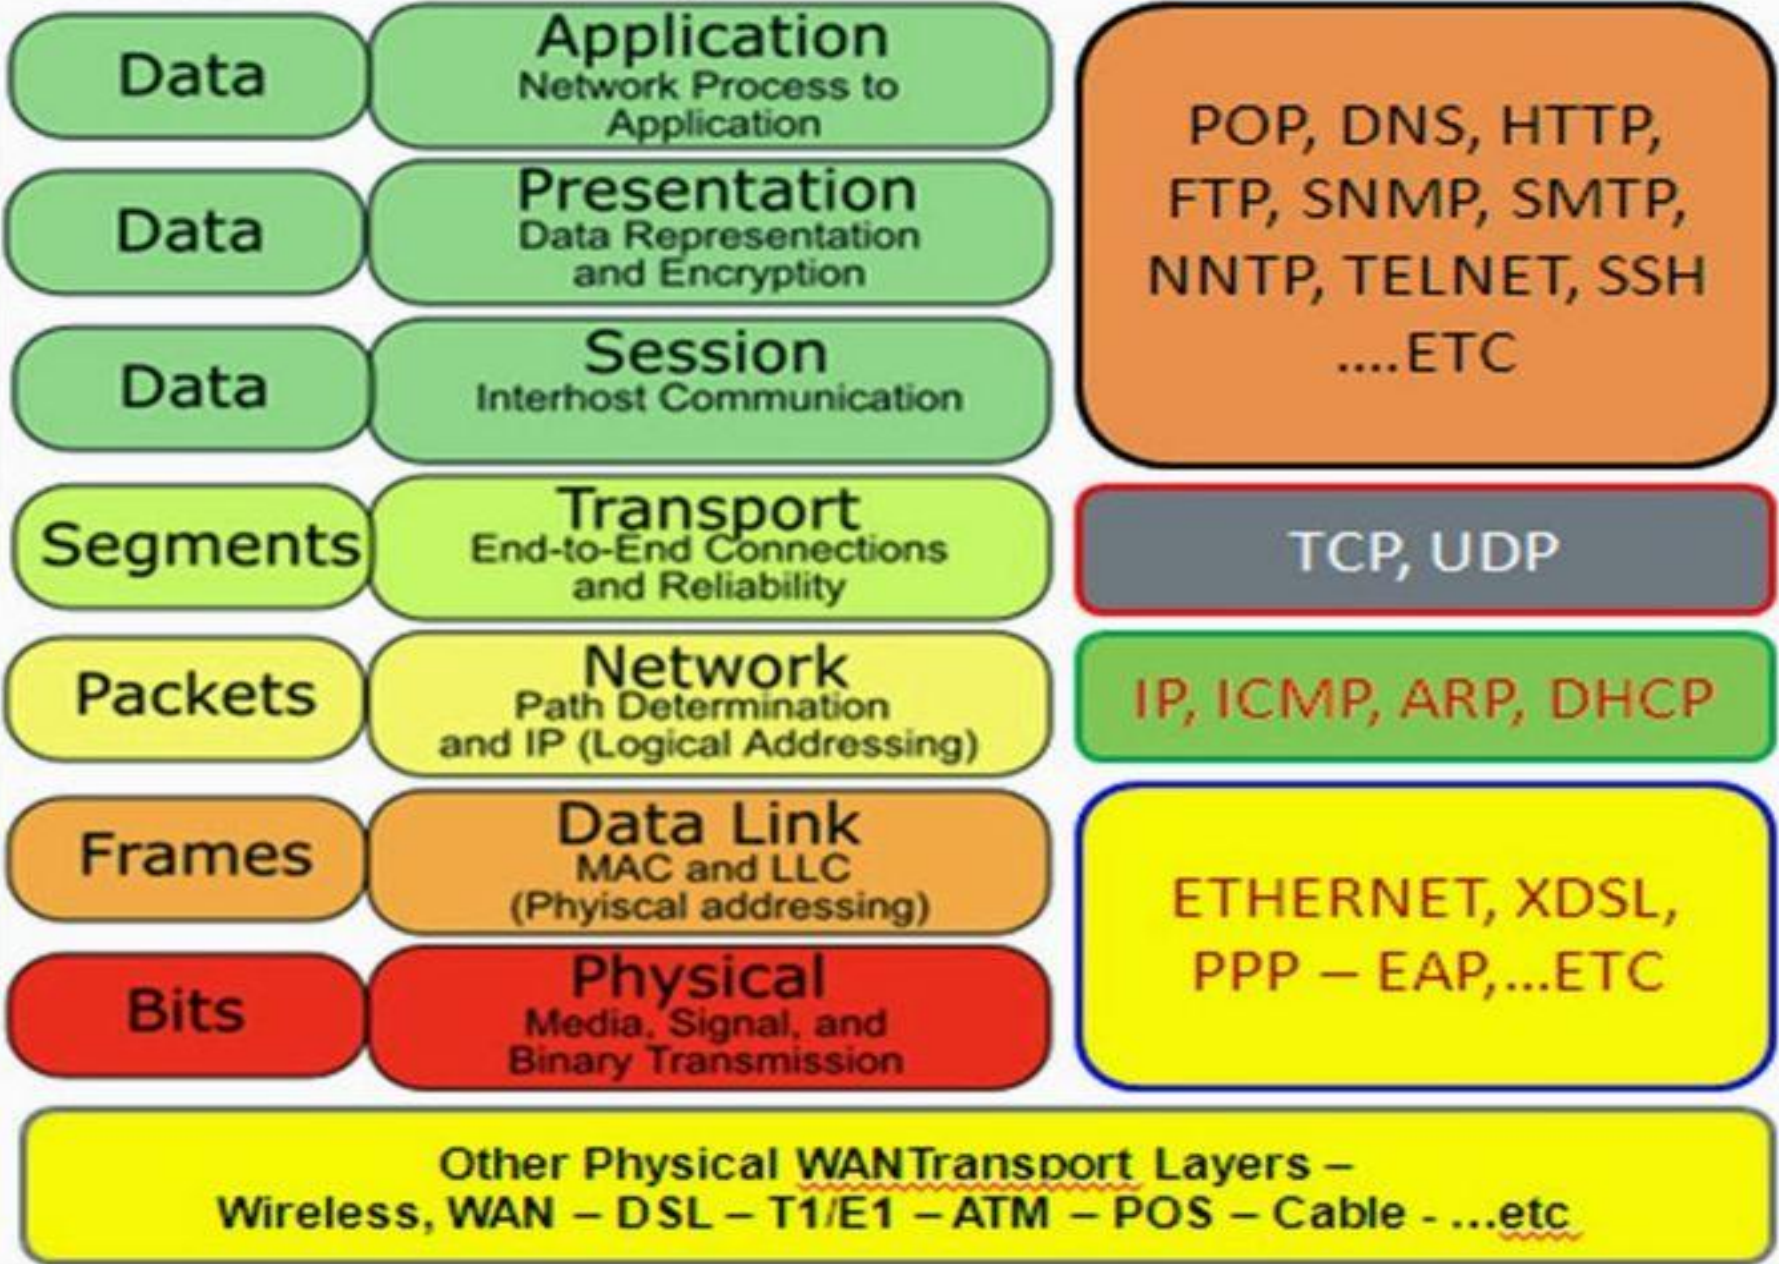 Data
Application
Network Process to
Application
Data
Presentation
Data Representation
and Encryption
Data
Session
Interhost Communication
POP, DNS, HTTP,
FTP, SNMP, SMTP,
NNTP, TELNET, SSH
....ETC
Segments
Transport
End-to-End Connections
and Reliability
TCP, UDP
Packets
Network
Path Determination
and IP (Logical Addressing)
IP, ICMP, ARP, DHCP
Frames
Data Link
MAC and LLC
(Phyiscal addressing)
Bits
Physical
Media, Signal, and
Binary Transmission
ETHERNET, XDSL,
PPP – EAP,...ETC
Other Physical WANTransport Layers –
Wireless, WAN – DSL – T1/E1 – ATM – POS – Cable - ...etc